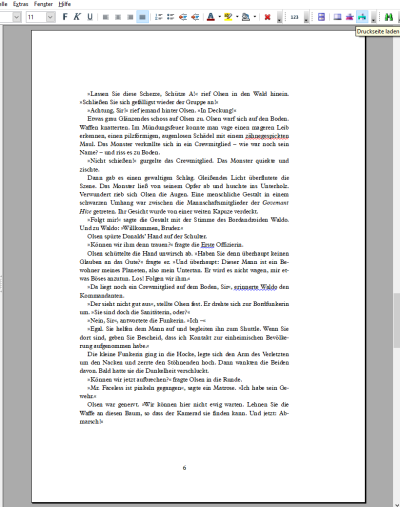 elle Extras Fenster Hilfe
11 F K U A 123
Druckseite laden
»Lassen Sie diese Scherze, Schütze A!« rief Olsen in den Wald hinein.
»Schließen Sie sich gefälligst wieder der Gruppe an!«
»Achtung, Sir!« rief jemand hinter Olsen. »In Deckung!«
Etwas ganz Glänzendes schoss auf Olsen zu. Olsen warf sich auf den Boden.
Waffen knatterten. Im Mündungsfeuer konnte man vage einen mageren Leib
erkennen, einen pilzförmigen, augenlosen Schädel mit einem zähnegespickten
Maul. Das Monster verkrallte sich in ein Crewmitglied – wie war noch sein
Name? – und riss es zu Boden.
»Nicht schießen!« gurgelte das Crewmitglied. Das Monster quiekte und
zischte.
Dann gab es einen gewaltigen Schlag. Gleißendes Licht überflutete die
Szene. Das Monster ließ von seinem Opfer ab und huschte ins Unterholz.
Verwundert rieb sich Olsen die Augen. Eine menschliche Gestalt in einem
schwarzen Umhang war zwischen die Mannschaftsmitglieder der
getreten. Ihr Gesicht wurde von einer weiten Kapuze verdeckt.
»Folgt mir!« sagte die Gestalt mit der Stimme des Bordandroiden Waldo.
Und zu Waldo: »Willkommen, Bruder.«
Olsen spürte Donalds' Hand auf der Schulter.
»Können wir ihm denn trauen?« fragte die Erste Offizierin.
Olsen schüttelte die Hand unwirsch ab. »Haben Sie denn überhaupt keinen
Glauben an das Gute?« fragte er. »Und überhaupt: Dieser Mann ist ein Be-
wohner meines Planeten, also mein Untertan. Er wird es nicht wagen, mir et-
was Böses anzutun. Los! Folgen wir ihm.«
»Da liegt noch ein Crewmitglied auf dem Boden, Sir«, erinnerte Waldo den
Kommandanten.
»Der sieht nicht gut aus«, stellte Olsen fest. Er drehte sich zur Bordfunkerin
um. »Sie sind doch die Sanitäterin, oder?«
»Nein, Sir«, antwortete die Funkerin. »Ich –«
»Egal. Sie helfen dem Mann auf und begleiten ihn zum Shuttle. Wenn Sie
dort sind, geben Sie Bescheid, dass ich Kontakt zur einheimischen Bevölke-
rung aufgenommen habe.«
Die kleine Funkerin ging in die Hocke, legte sich den Arm des Verletzten
um den Nacken und zerrte den Stöhnenden hoch. Dann wankten die Beiden
davon. Bald hatte sie die Dunkelheit verschluckt.
»Können wir jetzt aufbrechen?« fragte Olsen in die Runde.
»Mr. Faceless ist pinkeln gegangen«, sagte ein Matrose. »Ich habe sein Ge-
wehr.«
Olsen war genervt. »Wir können hier nicht ewig warten. Lehnen Sie die
Waffe an diesen Baum, so dass der Kamerad sie finden kann. Und jetzt: Ab-
marsch!«
6